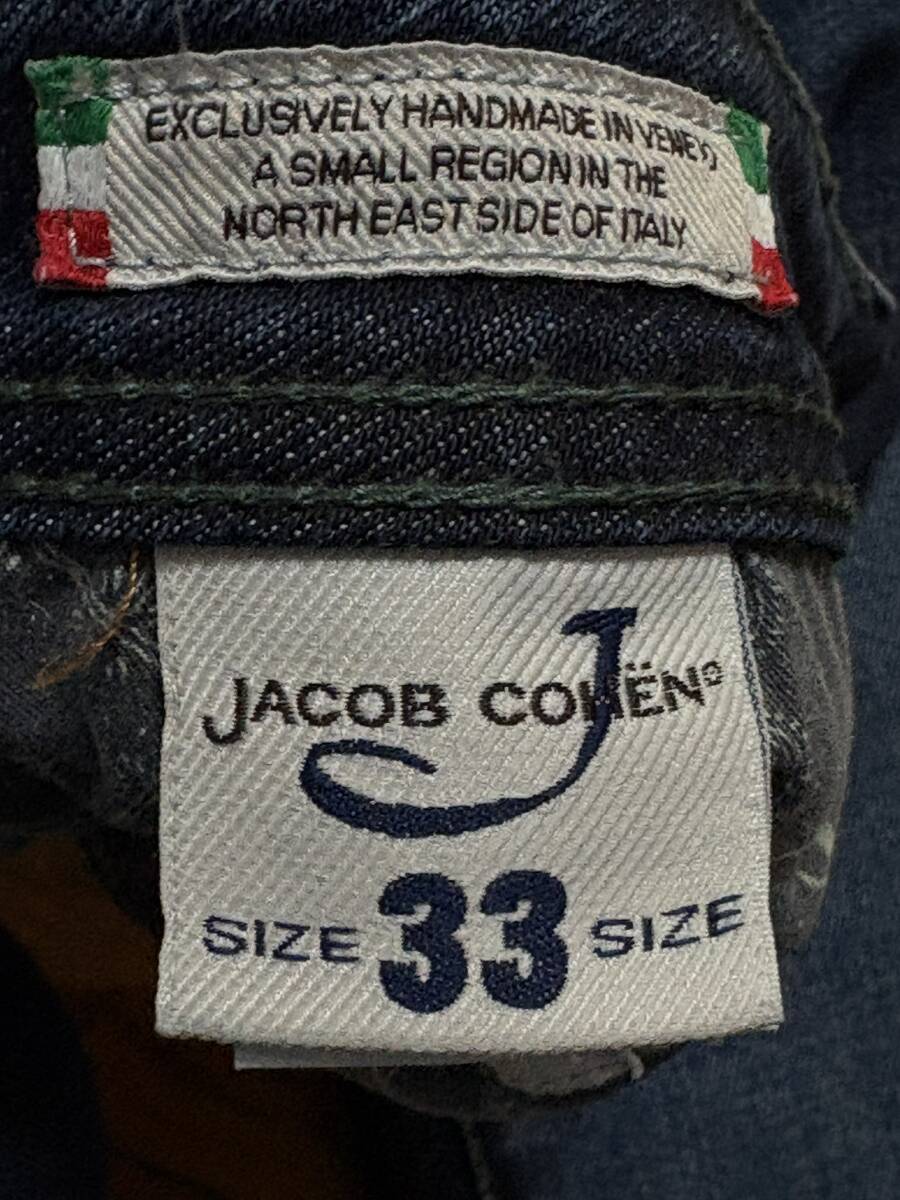 EXCLUSIVELY HANDMADE IN VENETO
A SMALL REGION IN THE
NORTH EAST SIDE OF ITALY
J
JACOB COHËN
SIZE 33 SIZE